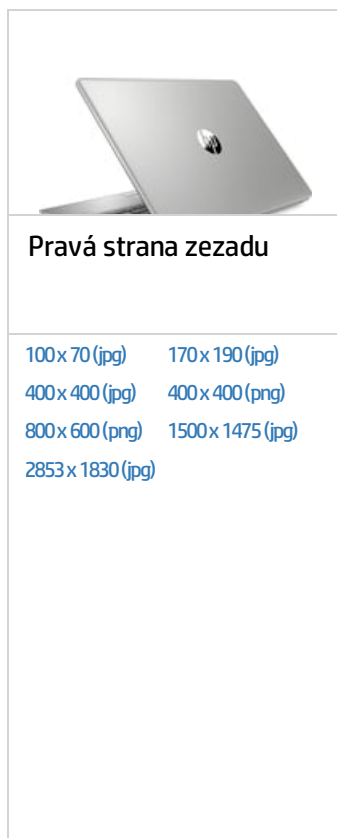 hp
Pravá strana zezadu
100 x 70 (jpg) 170 x 190 (jpg)
400 x 400 (jpg) 400 x 400 (png)
800 x 600 (png) 1500 x 1475 (jpg)
2853 x 1830 (jpg)